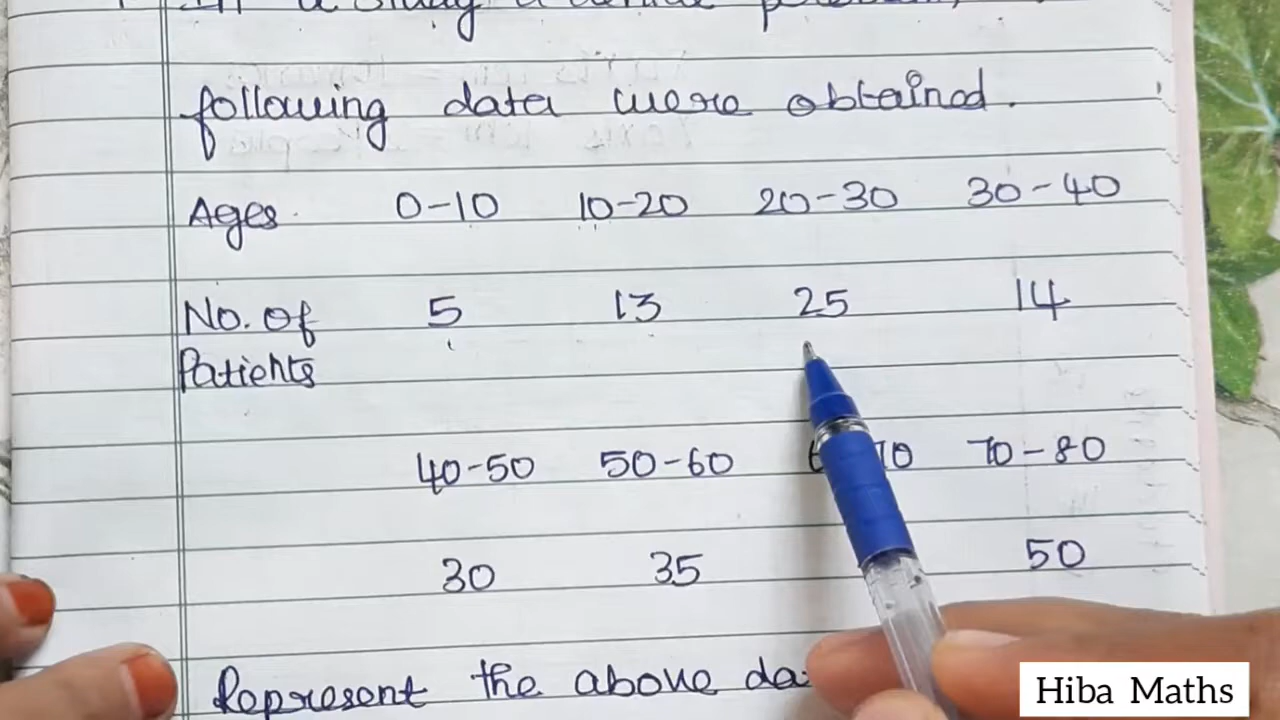 a study
following data were obtained.
Ages 0-10 10-20 20-30 30-40
No. of 5 13 25 14
Patients
40-50 50-60 70-80
30 35 50
Represent the above
Hiba Maths